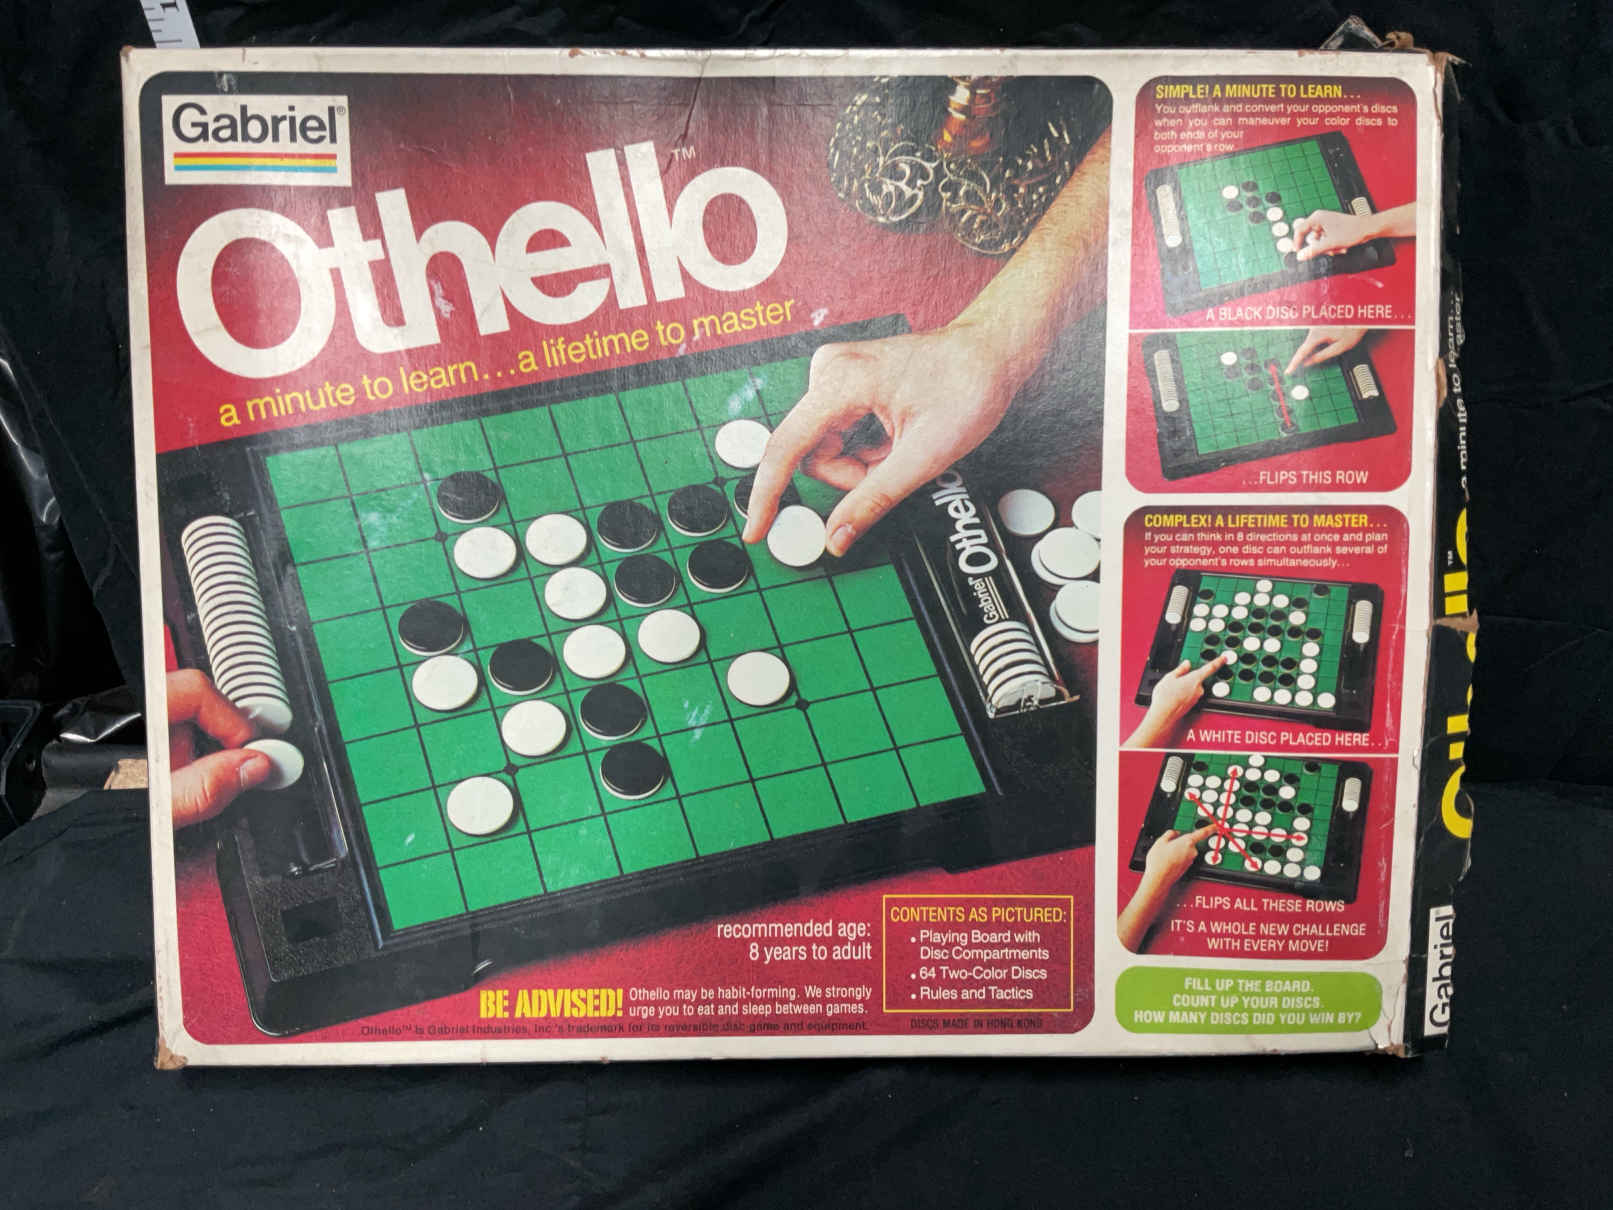 Gabriel®
Othello™
a minute to learn...a lifetime to master
Gabriel Othello
recommended age:
8 years to adult
BE ADVISED! Othello may be habit-forming. We strongly
urge you to eat and sleep between games.
Othello™ is Gabriel Industries, Inc.'s trademark for its reversible disc game and equipment.
CONTENTS AS PICTURED:
• Playing Board with
Disc Compartments
• 64 Two-Color Discs
• Rules and Tactics
DISCS MADE IN HONG KONG
SIMPLE! A MINUTE TO LEARN...
You outflank and convert your opponent's discs
when you can maneuver your color discs to
both ends of your
opponent's row.
A BLACK DISC PLACED HERE...
...FLIPS THIS ROW
COMPLEX! A LIFETIME TO MASTER...
If you can think in 8 directions at once and plan
your strategy, one disc can outflank several of
your opponent's rows simultaneously...
A WHITE DISC PLACED HERE...
...FLIPS ALL THESE ROWS
IT'S A WHOLE NEW CHALLENGE
WITH EVERY MOVE!
FILL UP THE BOARD.
COUNT UP YOUR DISCS.
HOW MANY DISCS DID YOU WIN BY?
Gabriel®
a minute to learn...
1